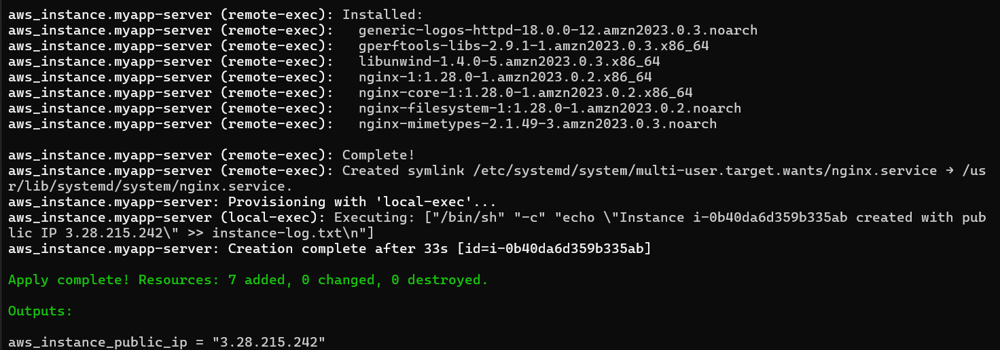 aws_instance.myapp-server (remote-exec): Installed:
aws_instance.myapp-server (remote-exec):   generic-logos-httpd-18.0.0-12.amzn2023.0.3.noarch
aws_instance.myapp-server (remote-exec):   gperftools-libs-2.9.1-1.amzn2023.0.3.x86_64
aws_instance.myapp-server (remote-exec):   libunwind-1.4.0-5.amzn2023.0.3.x86_64
aws_instance.myapp-server (remote-exec):   nginx-1:1.28.0-1.amzn2023.0.2.x86_64
aws_instance.myapp-server (remote-exec):   nginx-core-1:1.28.0-1.amzn2023.0.2.x86_64
aws_instance.myapp-server (remote-exec):   nginx-filesystem-1:1.28.0-1.amzn2023.0.2.noarch
aws_instance.myapp-server (remote-exec):   nginx-mimetypes-2.1.49-3.amzn2023.0.3.noarch
aws_instance.myapp-server (remote-exec): Complete!
aws_instance.myapp-server (remote-exec): Created symlink /etc/systemd/system/multi-user.target.wants/nginx.service → /us
r/lib/systemd/system/nginx.service.
aws_instance.myapp-server: Provisioning with 'local-exec'...
aws_instance.myapp-server (local-exec): Executing: ["/bin/sh" "-c" "echo \"Instance i-0b40da6d359b335ab created with pub
lic IP 3.28.215.242\" >> instance-log.txt\n"]
aws_instance.myapp-server: Creation complete after 33s [id=i-0b40da6d359b335ab]
Apply complete! Resources: 7 added, 0 changed, 0 destroyed.
Outputs:
aws_instance_public_ip = "3.28.215.242"